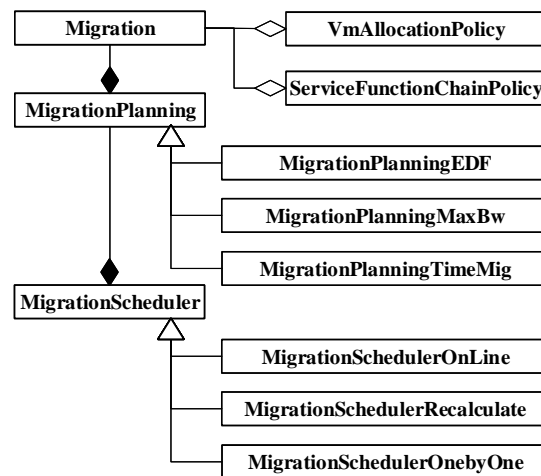 Migration
VmAllocationPolicy
ServiceFunctionChainPolicy
MigrationPlanning
MigrationPlanningEDF
MigrationPlanningMaxBw
MigrationPlanningTimeMig
MigrationScheduler
MigrationSchedulerOnLine
MigrationSchedulerRecalculate
MigrationSchedulerOnebyOne